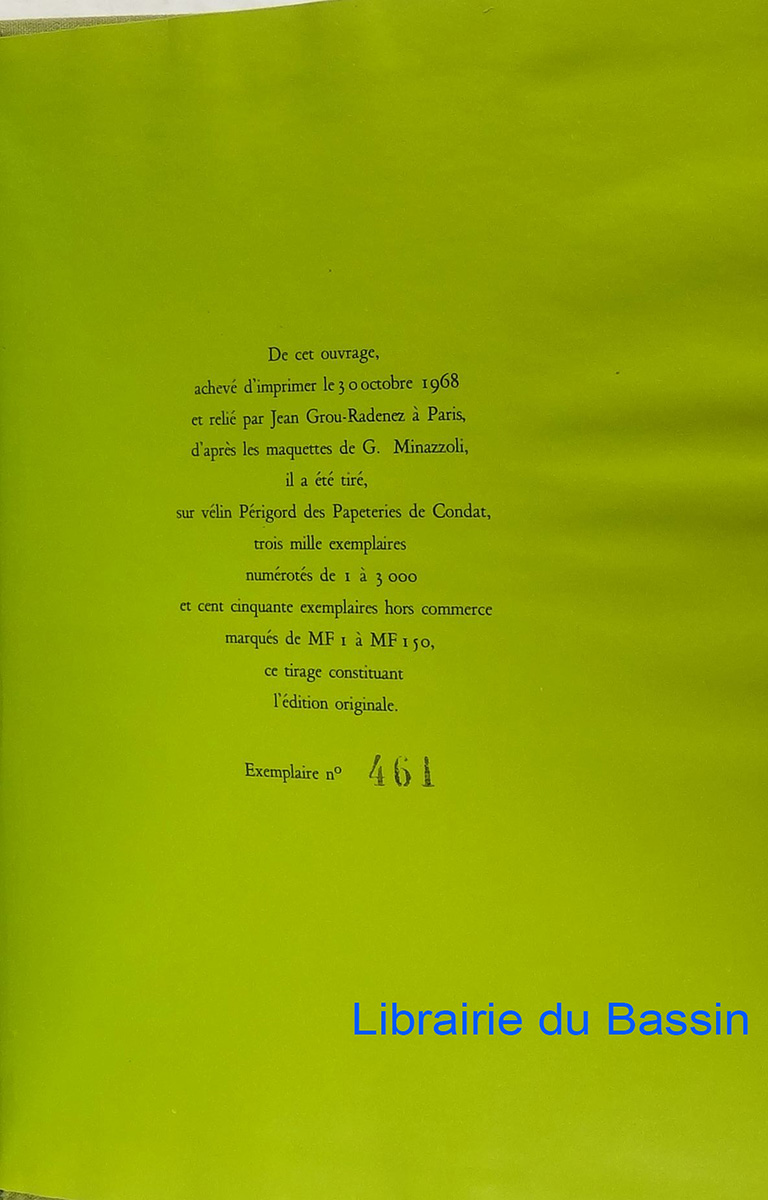 De cet ouvrage,
achevé d'imprimer le 30 octobre 1968
et relié par Jean Grou-Radenez à Paris,
d'après les maquettes de G. Minazzoli,
il a été tiré,
sur vélin Périgord des Papeteries de Condat,
trois mille exemplaires
numérotés de 1 à 3 000
et cent cinquante exemplaires hors commerce
marqués de MF 1 à MF 150,
ce tirage constituant
l'édition originale.
Exemplaire nº 461
Librairie du Bassin